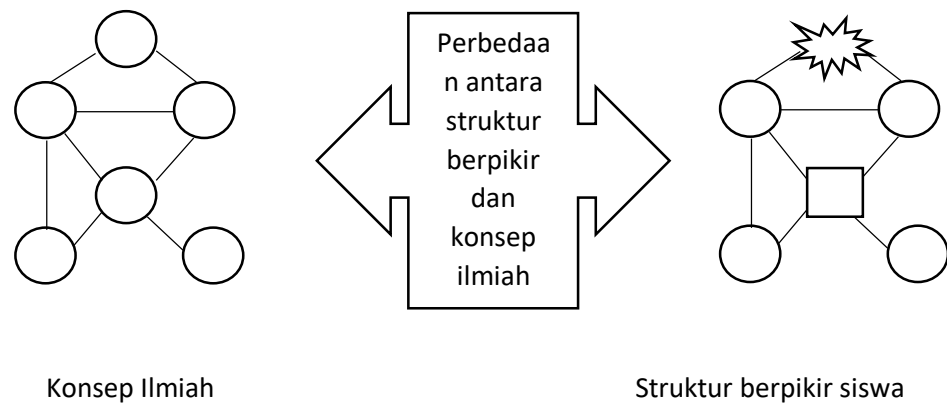 Perbedaa
n antara
struktur
berpikir
dan
konsep
ilmiah
Konsep Ilmiah
Struktur berpikir siswa